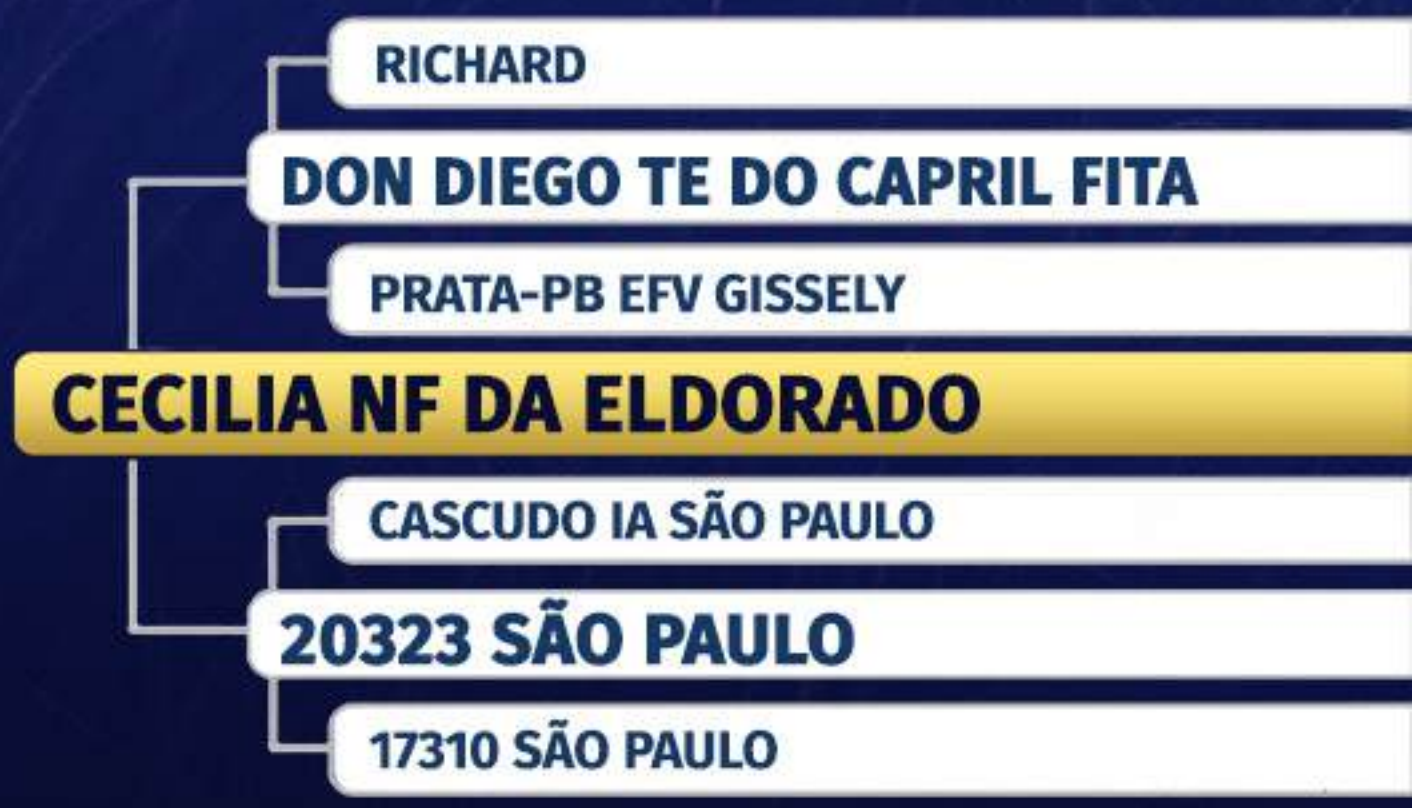 RICHARD
DON DIEGO TE DO CAPRIL FITA
PRATA-PB EFV GISSELY
CECILIA NF DA ELDORADO
CASCUDO IA SÃO PAULO
20323 SÃO PAULO
17310 SÃO PAULO